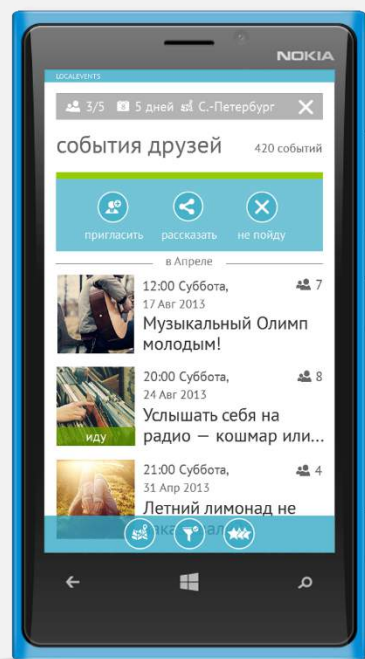 NOKIA
LOCALEVENTS
3/5 5 дней С.-Петербург
события друзей 420 событий
пригласить рассказать не пойду
в Апреле
12:00 Суббота, 7
17 Авг 2013
Музыкальный Олимп
молодым!
20:00 Суббота, 8
24 Авг 2013
Услышать себя на
иду
радио — кошмар или...
21:00 Суббота, 4
31 Апр 2013
Летний лимонад не